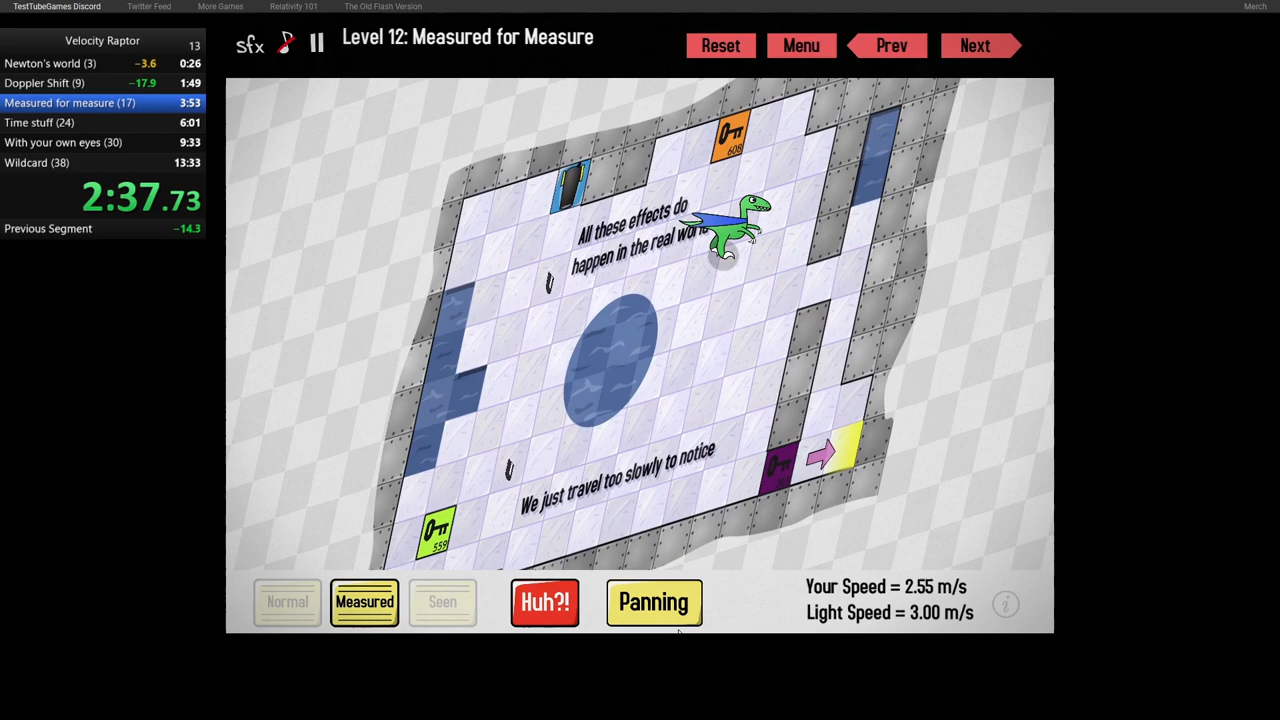 TestTubeGames Discord
Twitter Feed
More Games
Relativity 101
The Old Flash Version
Merch
Velocity Raptor
13
Newton's world (3) −3.6 0:26
Doppler Shift (9) −17.9 1:49
Measured for measure (17) 3:53
Time stuff (24) 6:01
With your own eyes (30) 9:33
Wildcard (38) 13:33
2:37.73
Previous Segment −14.3
sfx
Level 12: Measured for Measure
Reset
Menu
Prev
Next
608
All these effects do
happen in the real
We just travel too slowly to notice
559
Normal
Measured
Seen
Huh?!
Panning
Your Speed = 2.55 m/s
Light Speed = 3.00 m/s
i